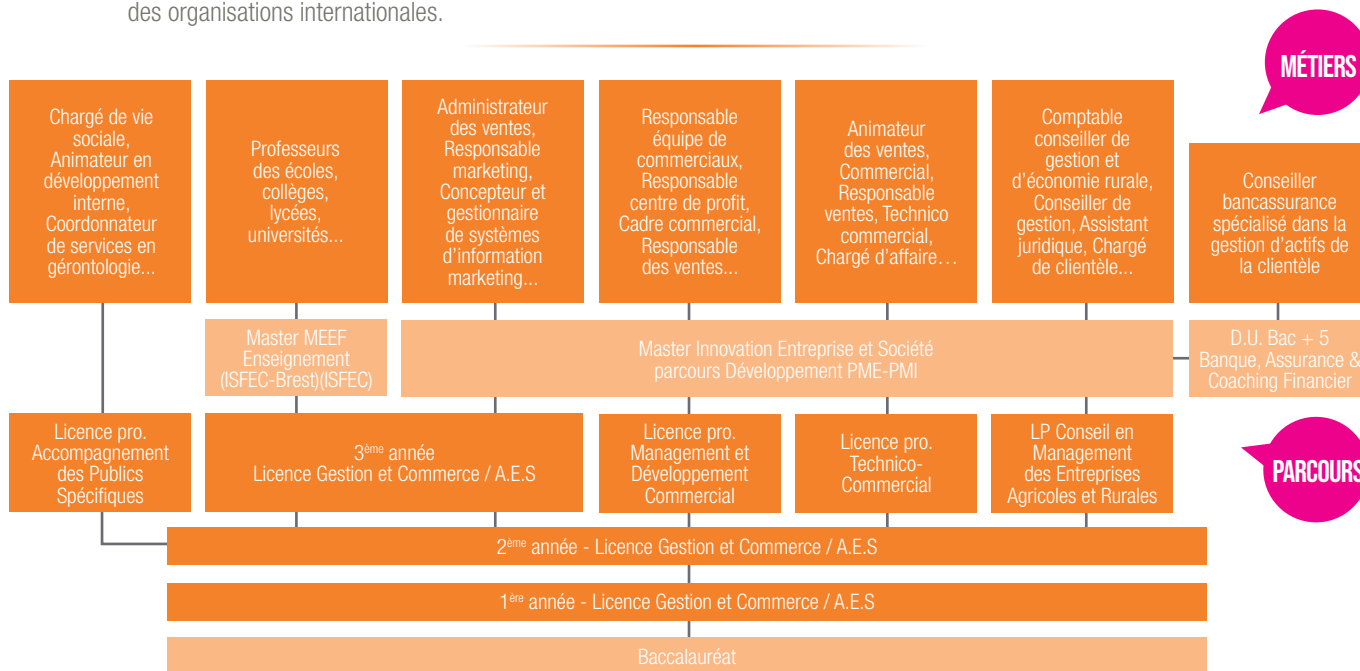 des organisations internationales.
MÉTIERS
Chargé de vie
sociale,
Animateur en
développement
interne,
Coordonnateur
de services en
gérontologie...
Professeurs
des écoles,
collèges,
lycées,
universités...
Administrateur
des ventes,
Responsable
marketing,
Concepteur et
gestionnaire
de systèmes
d'information
marketing...
Responsable
équipe de
commerciaux,
Responsable
centre de profit,
Cadre commercial,
Responsable
des ventes...
Animateur
des ventes,
Commercial,
Responsable
ventes, Technico
commercial,
Chargé d'affaire...
Comptable
conseiller de
gestion et
d'économie rurale,
Conseiller de
gestion, Assistant
juridique, Chargé
de clientèle...
Conseiller
bancassurance
spécialisé dans la
gestion d'actifs de
la clientèle
Master MEEF
Enseignement
(ISFEC-Brest)(ISFEC)
Master Innovation Entreprise et Société
parcours Développement PME-PMI
D.U. Bac + 5
Banque, Assurance &
Coaching Financier
Licence pro.
Accompagnement
des Publics
Spécifiques
3ème année
Licence Gestion et Commerce / A.E.S
Licence pro.
Management et
Développement
Commercial
Licence pro.
Technico-
Commercial
LP Conseil en
Management
des Entreprises
Agricoles et Rurales
PARCOURS
2ème année - Licence Gestion et Commerce / A.E.S
1ère année - Licence Gestion et Commerce / A.E.S
Baccalauréat